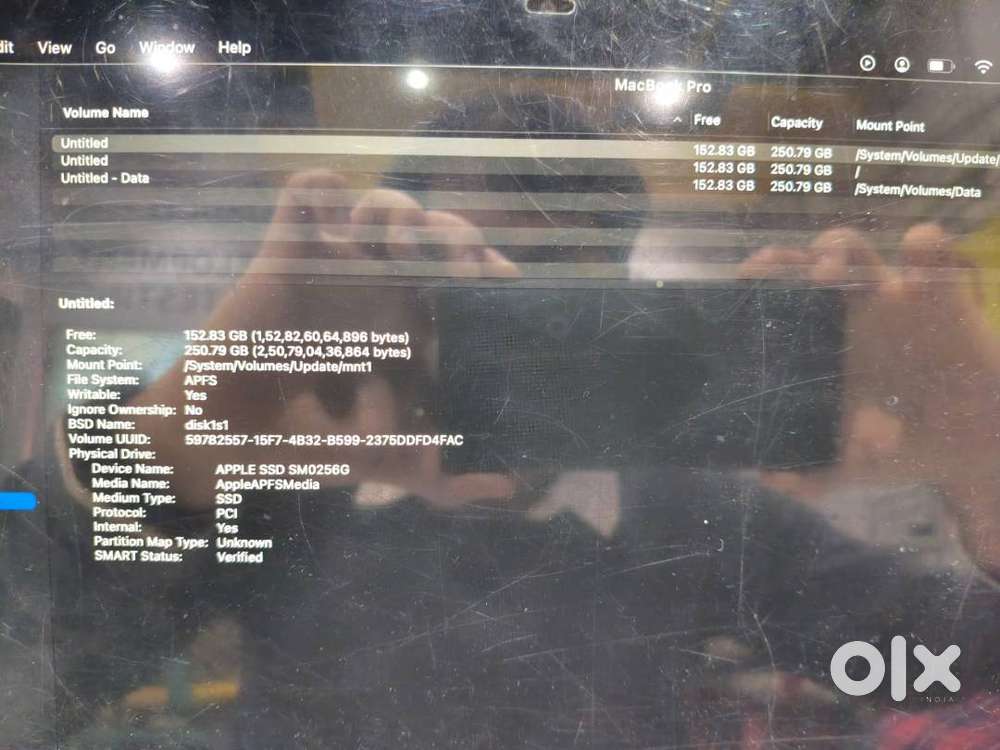 dit View Go Window Help
MacBook Pro
Volume Name Free Capacity Mount Point
Untitled 152.83 GB 250.79 GB /System/Volumes/Update/
Untitled 152.83 GB 250.79 GB /
Untitled - Data 152.83 GB 250.79 GB /System/Volumes/Data
Untitled:
Free: 152.83 GB (1,52,82,60,64,896 bytes)
Capacity: 250.79 GB (2,50,79,04,36,864 bytes)
Mount Point: /System/Volumes/Update/mnt1
File System: APFS
Writable: Yes
Ignore Ownership: No
BSD Name: disk1s1
Volume UUID: 59782557-15F7-4B32-B599-2375DDFD4FAC
Physical Drive:
Device Name: APPLE SSD SM0256G
Media Name: AppleAPFSMedia
Medium Type: SSD
Protocol: PCI
Internal: Yes
Partition Map Type: Unknown
SMART Status: Verified
olx
INDIA